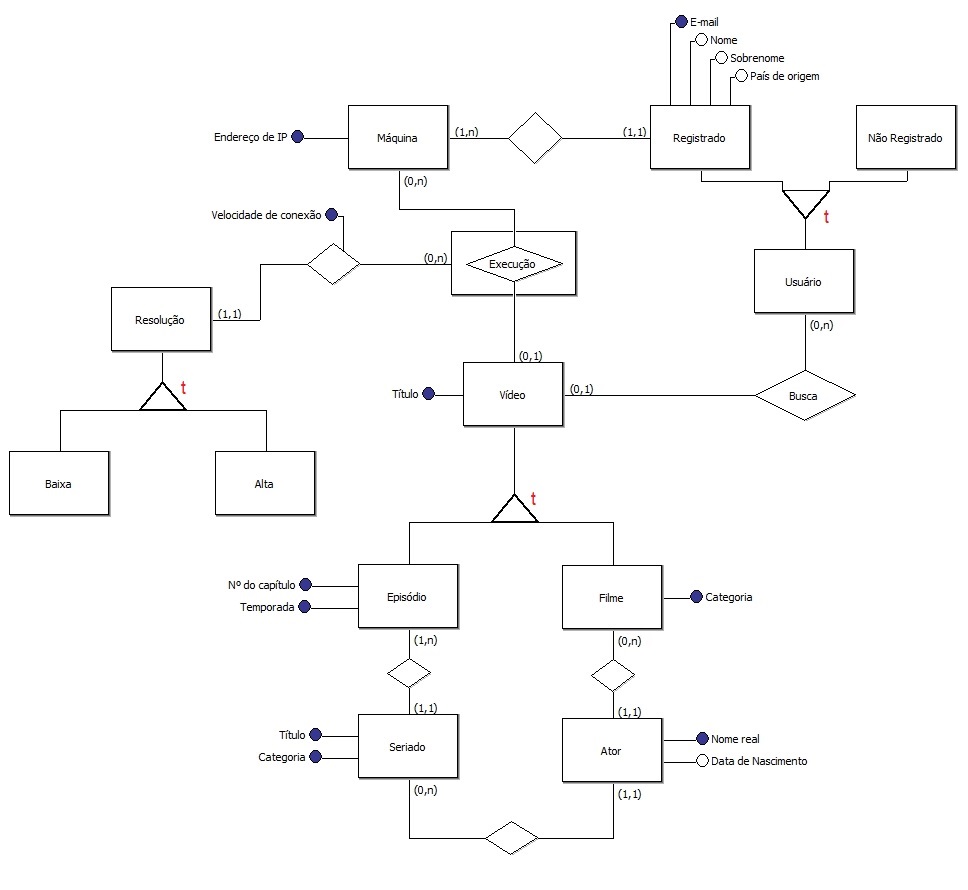 E-mail
Nome
Sobrenome
País de origem
Endereço de IP
Máquina
(1,n)
(1,1)
Registrado
Não Registrado
(0,n)
t
Velocidade de conexão
(0,n)
Execução
Usuário
(0,n)
Resolução
(1,1)
t
(0,1)
Título
Vídeo
(0,1)
Busca
Baixa
Alta
t
Nº do capítulo
Temporada
Episódio
Filme
Categoria
(1,n)
(0,n)
(1,1)
(1,1)
Título
Categoria
Seriado
Ator
Nome real
Data de Nascimento
(0,n)
(1,1)